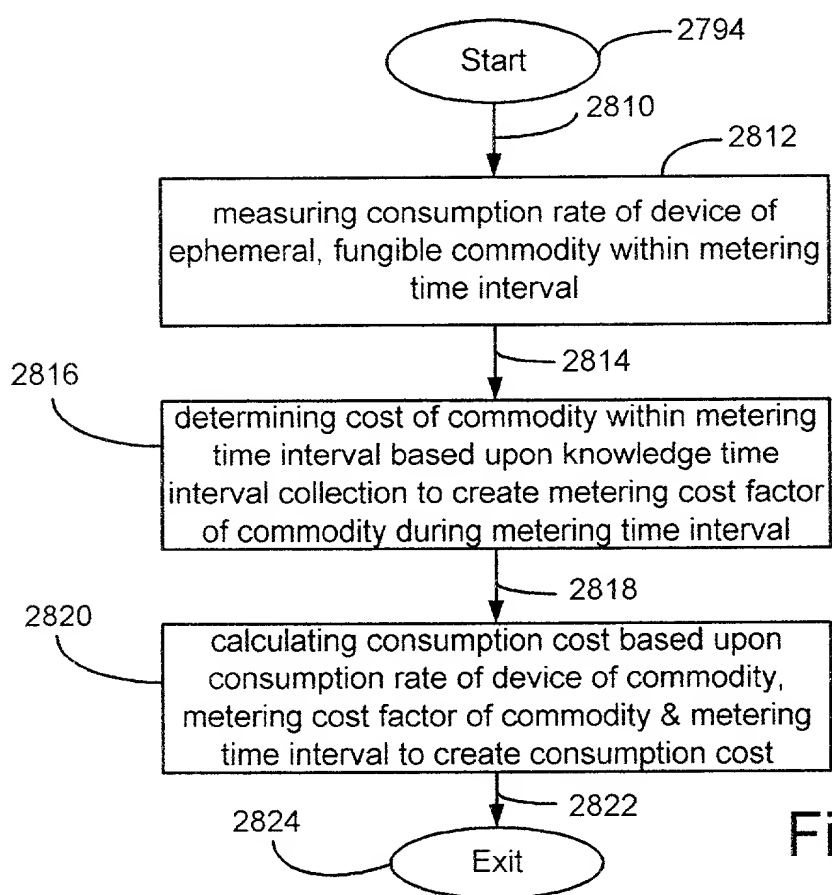 Start
2794
2810
2812
measuring consumption rate of device of
ephemeral, fungible commodity within metering
time interval
2814
2816
determining cost of commodity within metering
time interval based upon knowledge time
interval collection to create metering cost factor
of commodity during metering time interval
2818
2820
calculating consumption cost based upon
consumption rate of device of commodity,
metering cost factor of commodity & metering
time interval to create consumption cost
2822
2824
Exit
Fi